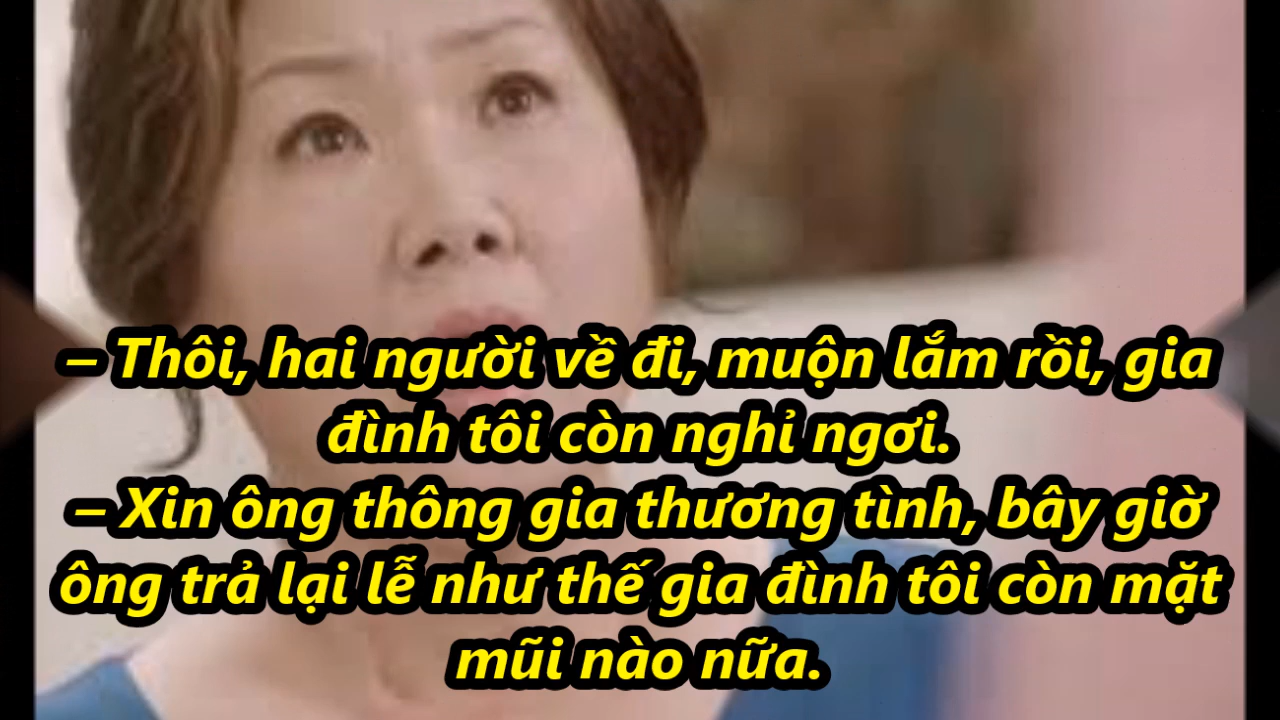 – Thôi, hai người về đi, muộn lắm rồi, gia
đình tôi còn nghỉ ngơi.
– Xin ông thông gia thương tình, bây giờ
ông trả lại lễ như thế gia đình tôi còn mặt
mũi nào nữa.